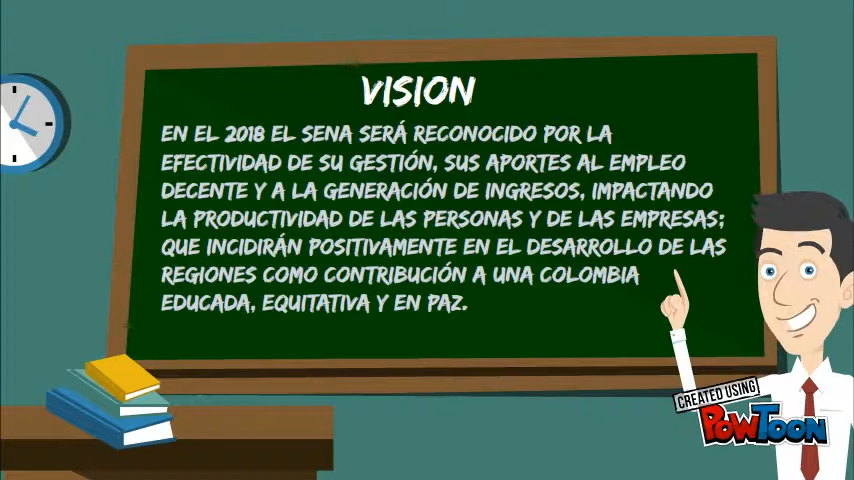 VISION
EN EL 2018 EL SENA SERÁ RECONOCIDO POR LA
EFECTIVIDAD DE SU GESTIÓN, SUS APORTES AL EMPLEO
DECENTE Y A LA GENERACIÓN DE INGRESOS, IMPACTANDO
LA PRODUCTIVIDAD DE LAS PERSONAS Y DE LAS EMPRESAS;
QUE INCIDIRÁN POSITIVAMENTE EN EL DESARROLLO DE LAS
REGIONES COMO CONTRIBUCIÓN A UNA COLOMBIA
EDUCADA, EQUITATIVA Y EN PAZ.
CREATED USING
POWTOON